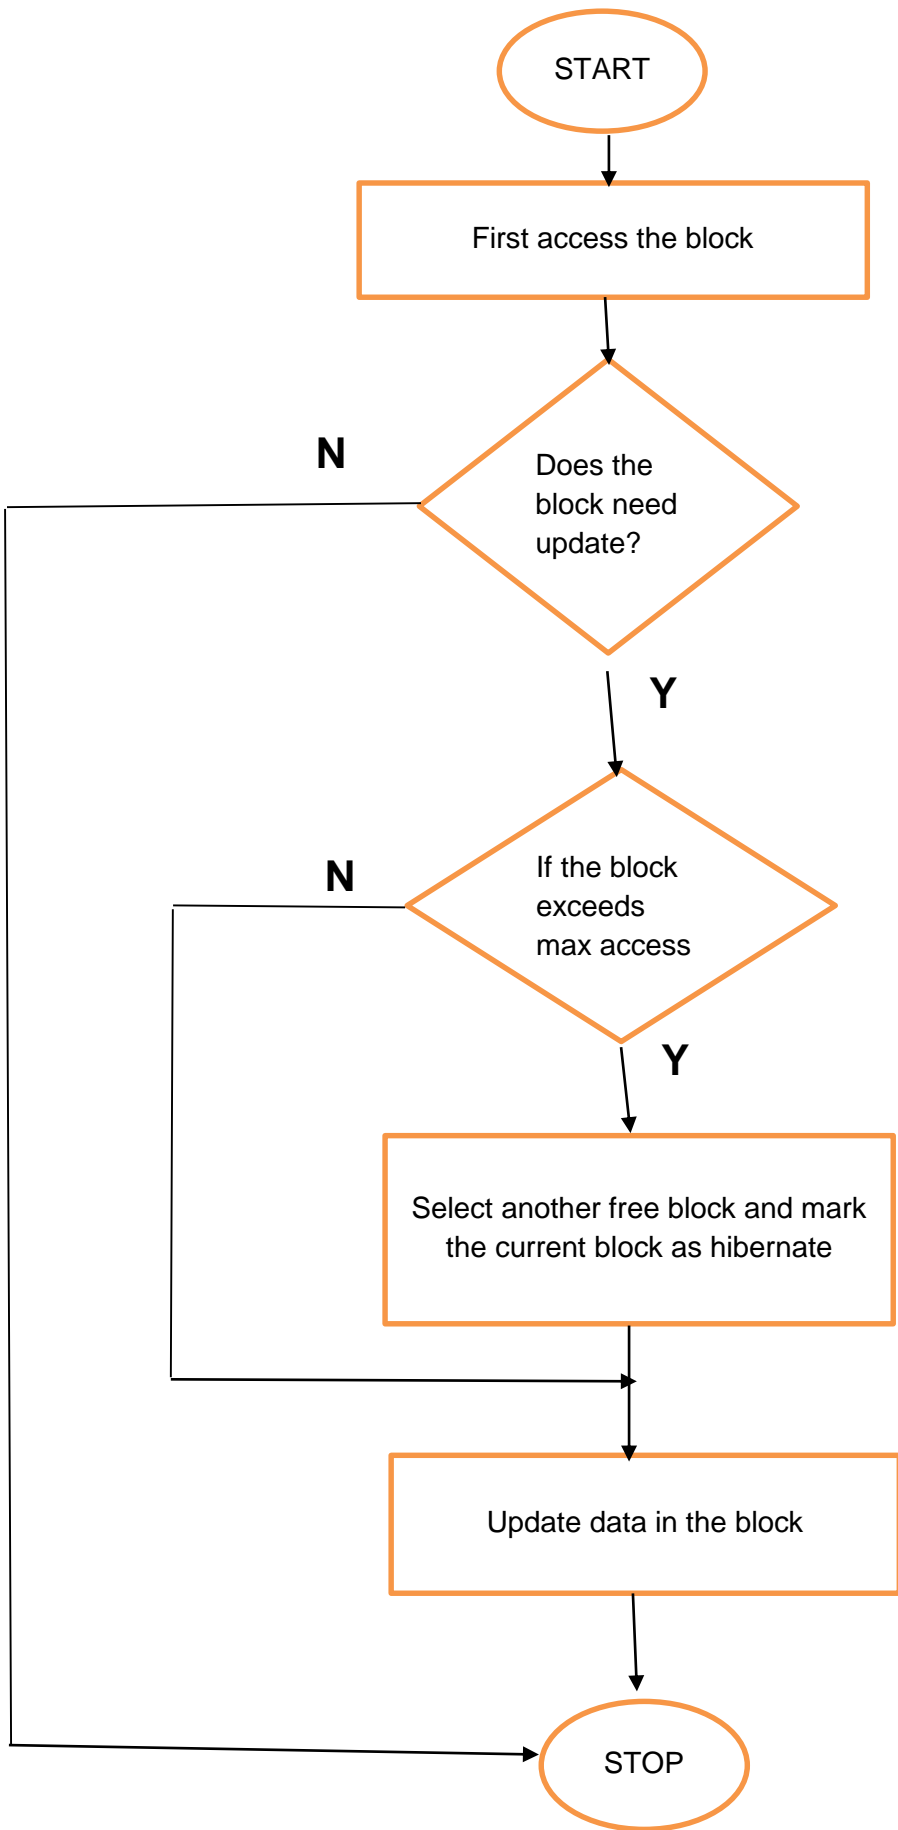 START
First access the block
N
Does the
block need
update?
Y
N
If the block
exceeds
max access
Y
Select another free block and mark
the current block as hibernate
Update data in the block
STOP